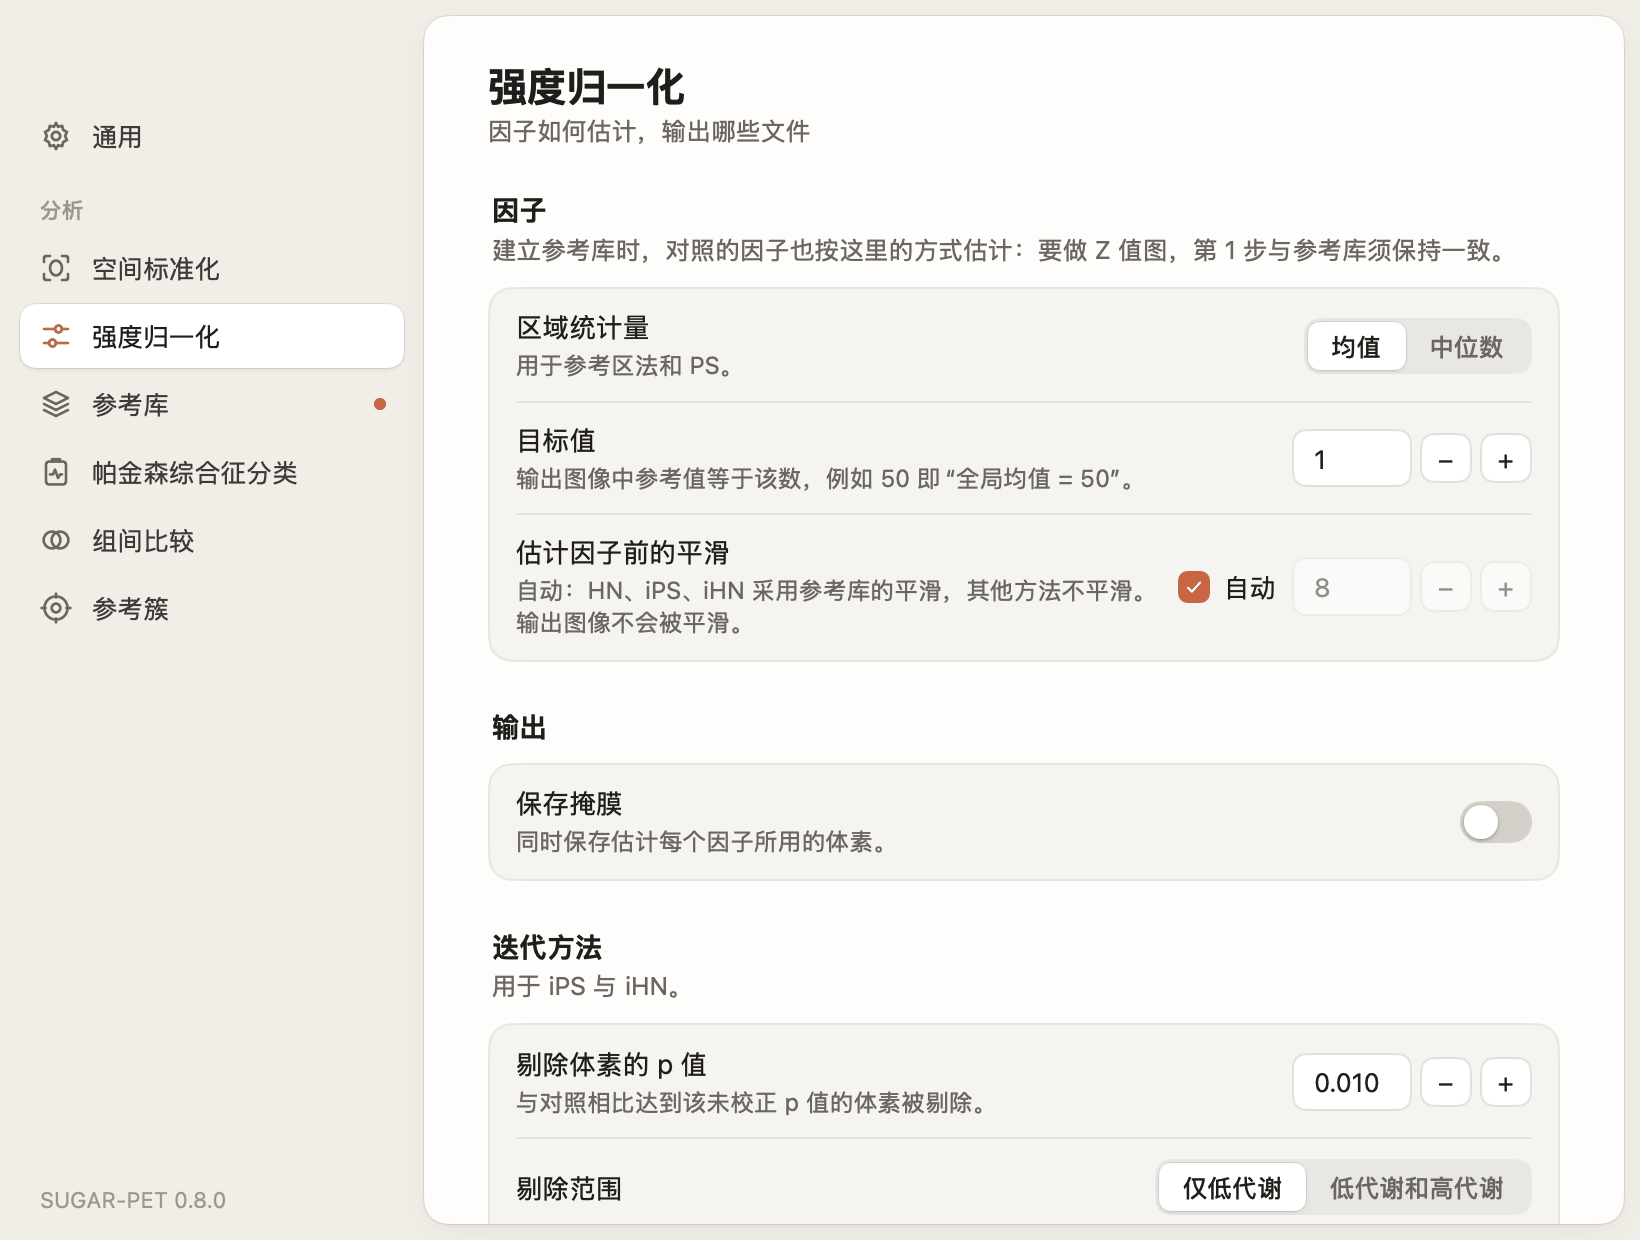 通用
分析
空间标准化
强度归一化
参考库
帕金森综合征分类
组间比较
参考簇
SUGAR-PET 0.8.0
强度归一化
因子如何估计，输出哪些文件
因子
建立参考库时，对照的因子也按这里的方式估计：要做 Z 值图，第 1 步与参考库须保持一致。
区域统计量
用于参考区法和 PS。
均值 中位数
目标值
输出图像中参考值等于该数，例如 50 即 “全局均值 = 50”。
1 − +
估计因子前的平滑
自动：HN、iPS、iHN 采用参考库的平滑，其他方法不平滑。
输出图像不会被平滑。
自动 8 − +
输出
保存掩膜
同时保存估计每个因子所用的体素。
迭代方法
用于 iPS 与 iHN。
剔除体素的 p 值
与对照相比达到该未校正 p 值的体素被剔除。
0.010 − +
剔除范围
仅低代谢 低代谢和高代谢